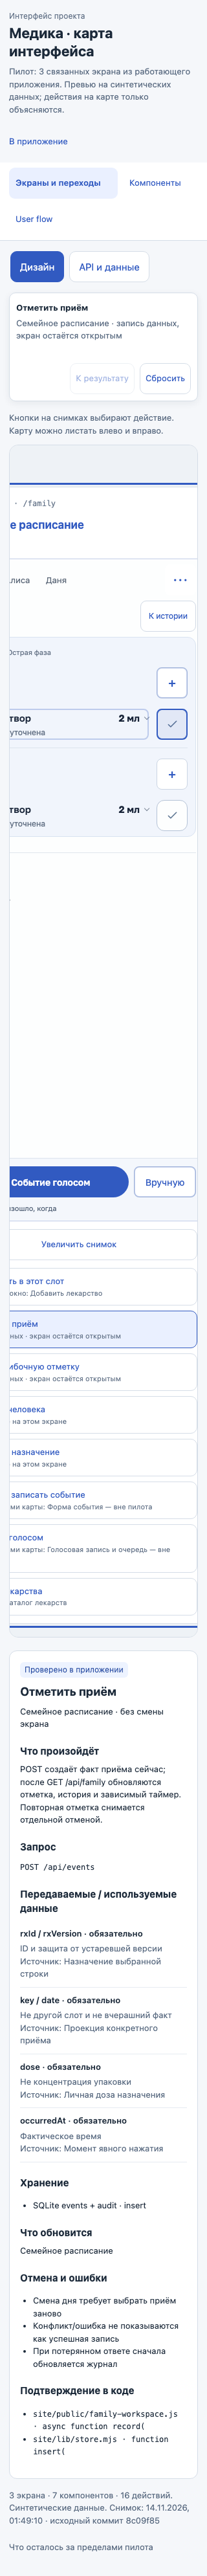 Интерфейс проекта
Медика · карта
интерфейса
Пилот: 3 связанных экрана из работающего
приложения. Превью на синтетических
данных; действия на карте только
объясняются.
В приложение
Экраны и переходы
Компоненты
User flow
Дизайн
API и данные
Отметить приём
Семейное расписание · запись данных,
экран остаётся открытым
К результату
Сбросить
Кнопки на снимках выбирают действие.
Карту можно листать влево и вправо.
· /family
е расписание
лиса
Даня
···
К истории
Острая фаза
+
твор
2 мл
уточнена
+
твор
2 мл
уточнена
Событие голосом
Вручную
изошло, когда
Увеличить снимок
ть в этот слот
окно: Добавить лекарство
приём
ных · экран остаётся открытым
ибочную отметку
ных · экран остаётся открытым
человека
на этом экране
назначение
на этом экране
записать событие
ми карты: Форма события — вне пилота
голосом
ми карты: Голосовая запись и очередь — вне
карства
аталог лекарств
Проверено в приложении
Отметить приём
Семейное расписание · без смены
экрана
Что произойдёт
POST создаёт факт приёма сейчас;
после GET /api/family обновляются
отметка, история и зависимый таймер.
Повторная отметка снимается
отдельной отменой.
Запрос
POST /api/events
Передаваемые / используемые
данные
rxId / rxVersion · обязательно
ID и защита от устаревшей версии
Источник: Назначение выбранной
строки
key / date · обязательно
Не другой слот и не вчерашний факт
Источник: Проекция конкретного
приёма
dose · обязательно
Не концентрация упаковки
Источник: Личная доза назначения
occurredAt · обязательно
Фактическое время
Источник: Момент явного нажатия
Хранение
• SQLite events + audit · insert
Что обновится
Семейное расписание
Отмена и ошибки
• Смена дня требует выбрать приём
заново
• Конфликт/ошибка не показываются
как успешная запись
• При потерянном ответе сначала
обновляется журнал
Подтверждение в коде
• site/public/family-workspace.js
· async function record(
• site/lib/store.mjs · function
insert(
3 экрана · 7 компонентов · 16 действий.
Синтетические данные. Снимок: 14.11.2026,
01:49:10 · исходный коммит 8c09f85
Что осталось за пределами пилота